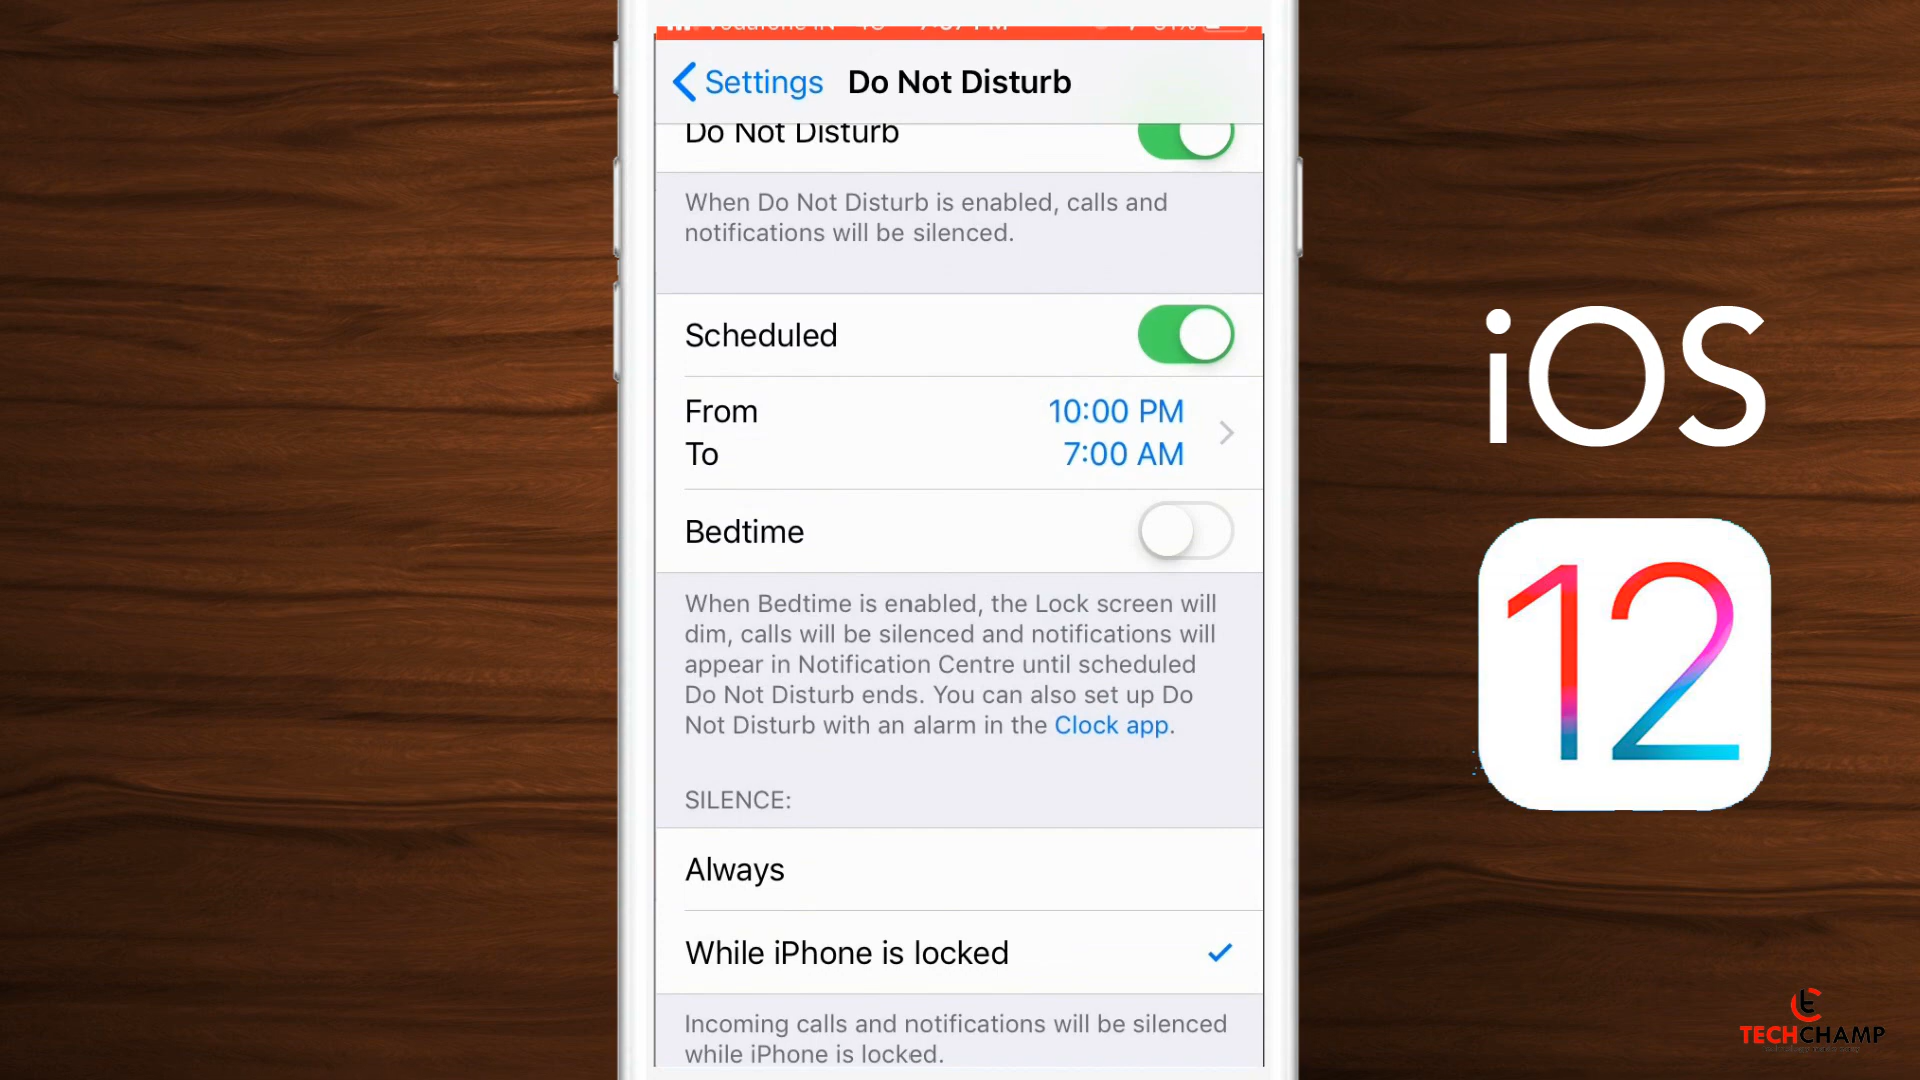 Settings
Do Not Disturb
Do Not Disturb
When Do Not Disturb is enabled, calls and
notifications will be silenced.
Scheduled
From
10:00 PM
To
7:00 AM
Bedtime
When Bedtime is enabled, the Lock screen will
dim, calls will be silenced and notifications will
appear in Notification Centre until scheduled
Do Not Disturb ends. You can also set up Do
Not Disturb with an alarm in the Clock app.
SILENCE:
Always
While iPhone is locked
Incoming calls and notifications will be silenced
while iPhone is locked.
iOS
12
TECHCHAMP